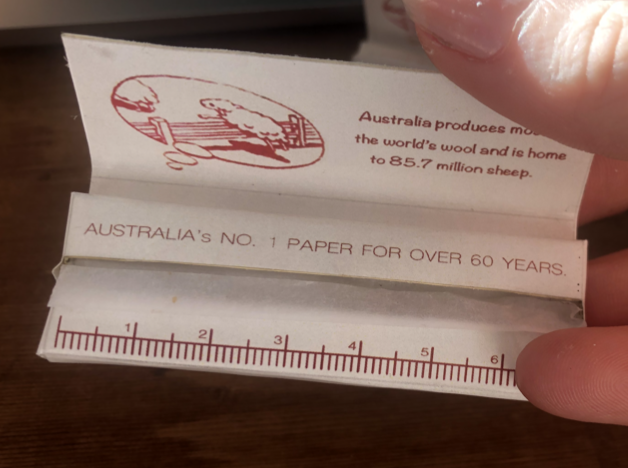 Australia produces
the world's wool and is home
to 85.7 million sheep.
AUSTRALIA's NO. 1 PAPER FOR OVER 60 YEARS.
1 2 3 4 5 6